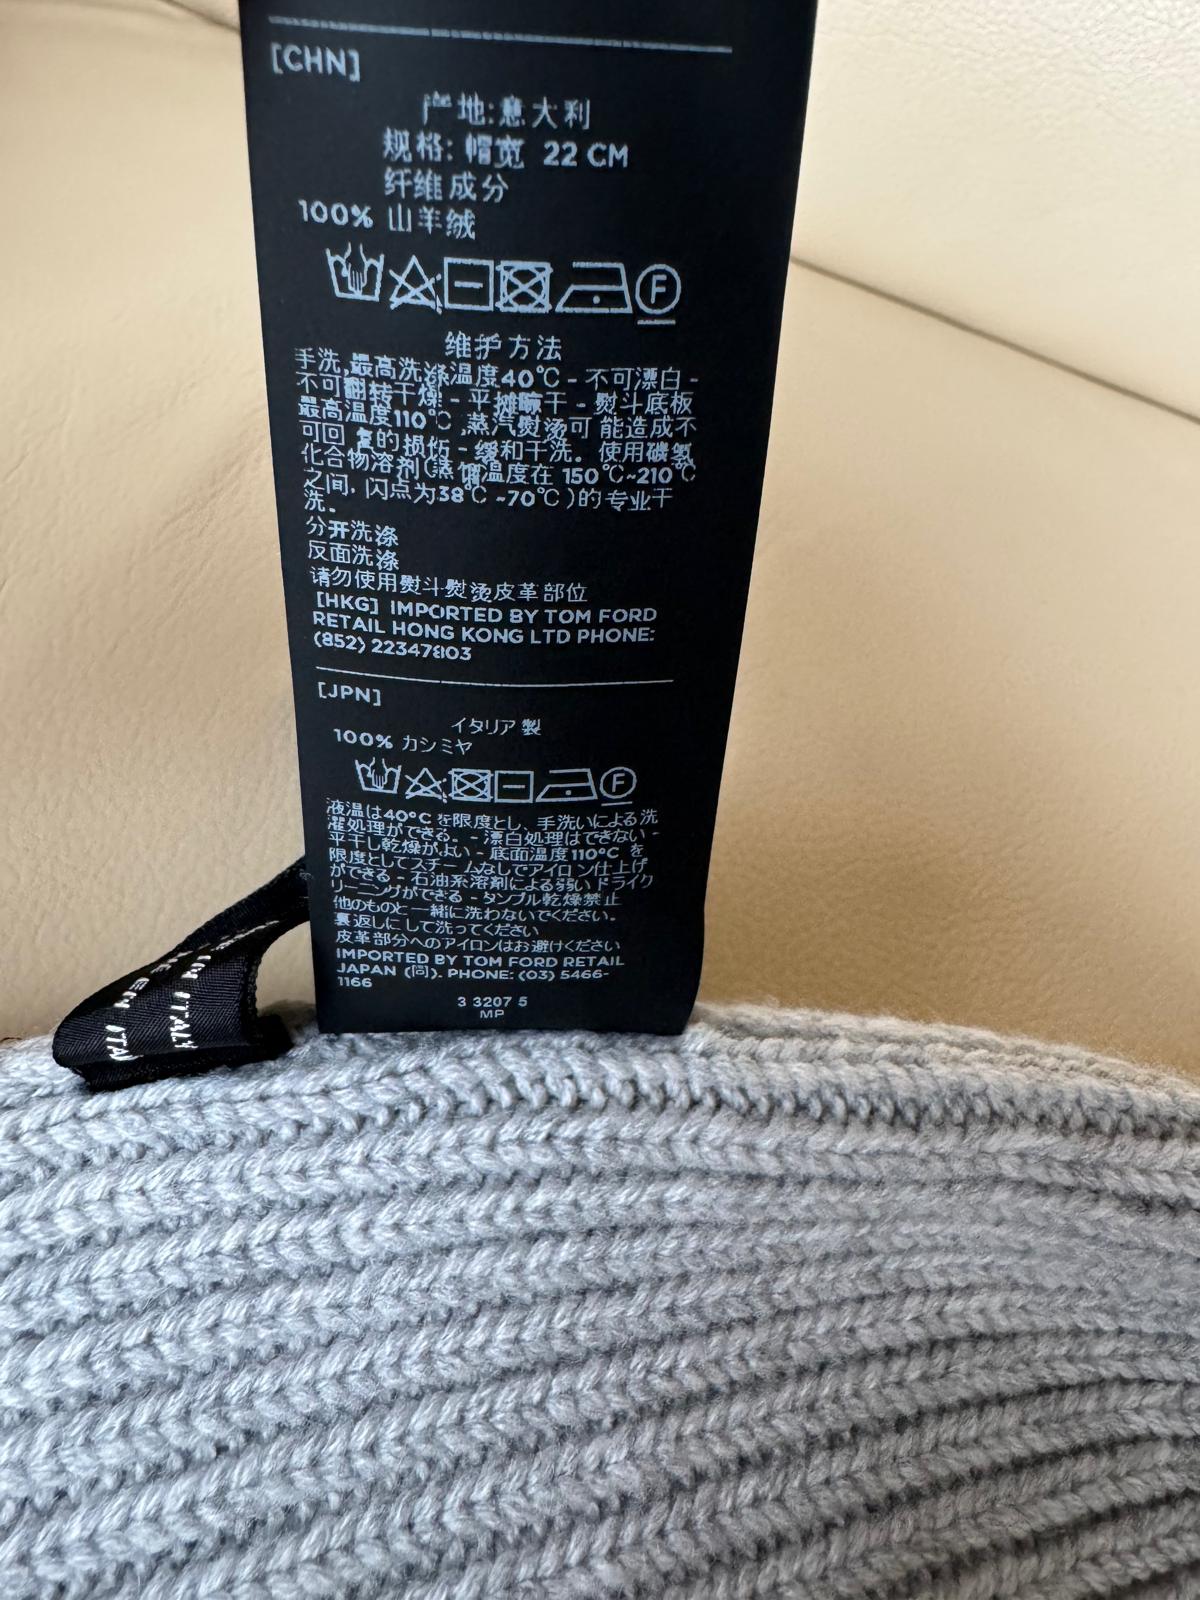 [CHN]
产地:意大利
规格: 帽宽 22 CM
纤维成分
100% 山羊绒
F
维护方法
手洗,最高洗涤温度40℃ - 不可漂白 -
不可翻转干燥 - 平摊晾干 - 熨斗底板
最高温度110℃ ,蒸汽熨烫可能造成不
可回复的损伤 - 缓和干洗。使用碳氢
化合物溶剂(蒸馏温度在 150℃~210℃
之间, 闪点为38℃ ~70℃ )的专业干
洗。
分开洗涤
反面洗涤
请勿使用熨斗熨烫皮革部位
[HKG] IMPORTED BY TOM FORD
RETAIL HONG KONG LTD PHONE:
(852) 22347803
[JPN]
イタリア 製
100% カシミヤ
F
液温は40°C を限度とし、手洗いによる洗
濯処理ができる。 - 漂白処理はできない -
平干し乾燥がよい - 底面温度110°C を
限度としてスチームなしでアイロン仕上げ
ができる - 石油系溶剤による弱い ドライク
リーニングができる - タンブル乾燥禁止
他のものと一緒に洗わないでください。
裏返しにして洗ってください
皮革部分へのアイロンはお避けください
IMPORTED BY TOM FORD RETAIL
JAPAN (同). PHONE: (03) 5466-
1166
3 3207 5
MP
ITALY